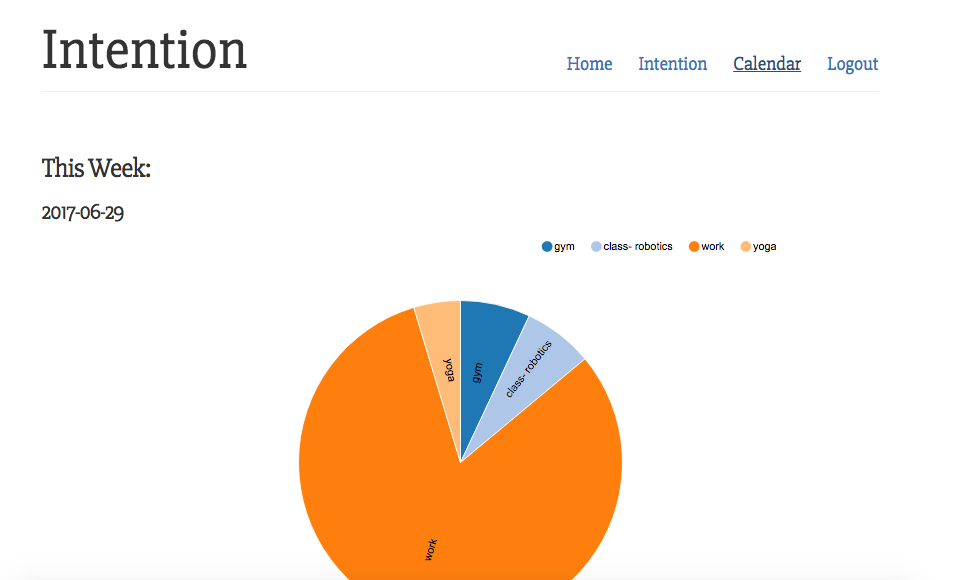 Intention
Home Intention Calendar Logout
This Week:
2017-06-29
gym class- robotics work yoga
yoga
gym
class- robotics
work